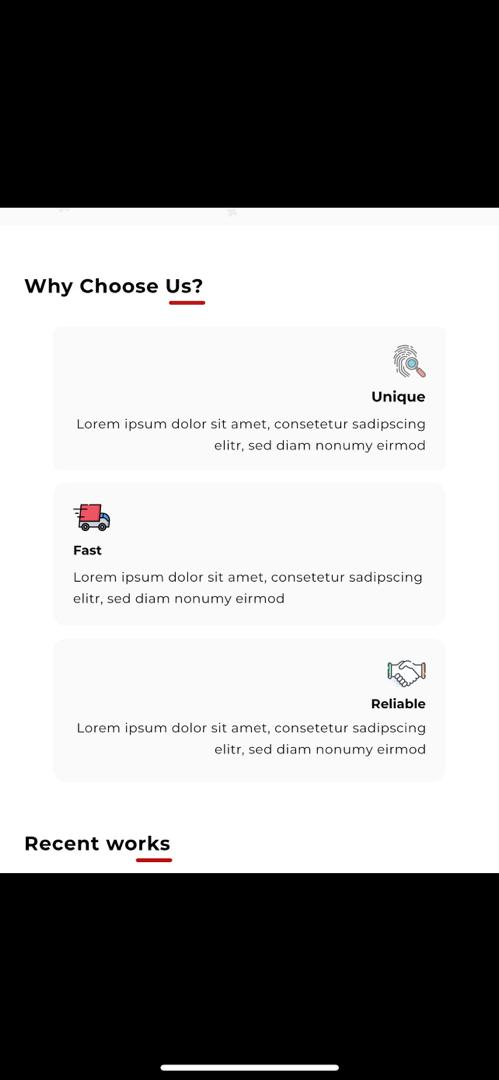 Why Choose Us?
Unique
Lorem ipsum dolor sit amet, consetetur sadipscing
elitr, sed diam nonumy eirmod
Fast
Lorem ipsum dolor sit amet, consetetur sadipscing
elitr, sed diam nonumy eirmod
Reliable
Lorem ipsum dolor sit amet, consetetur sadipscing
elitr, sed diam nonumy eirmod
Recent works